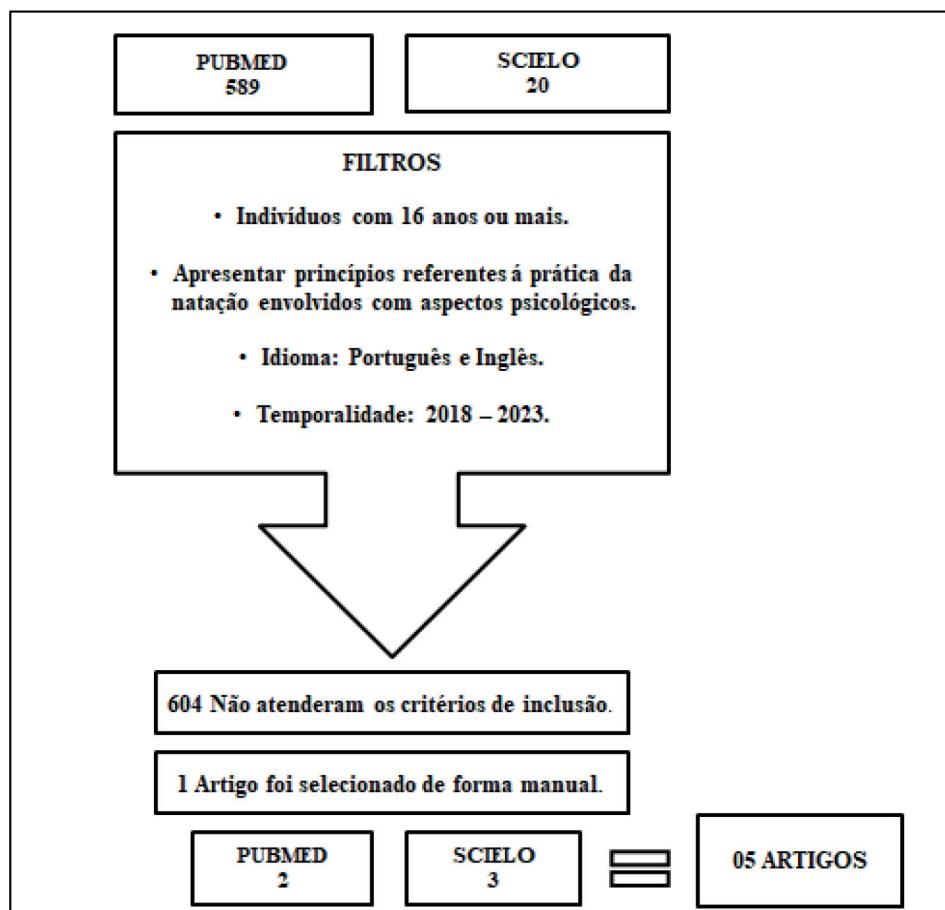 PUBMED
589
SCIELO
20
FILTROS
• Indivíduos com 16 anos ou mais.
• Apresentar princípios referentes á prática da
natação envolvidos com aspectos psicológicos.
• Idioma: Português e Inglês.
• Temporalidade: 2018 – 2023.
604 Não atenderam os critérios de inclusão.
1 Artigo foi selecionado de forma manual.
PUBMED
2
SCIELO
3
05 ARTIGOS